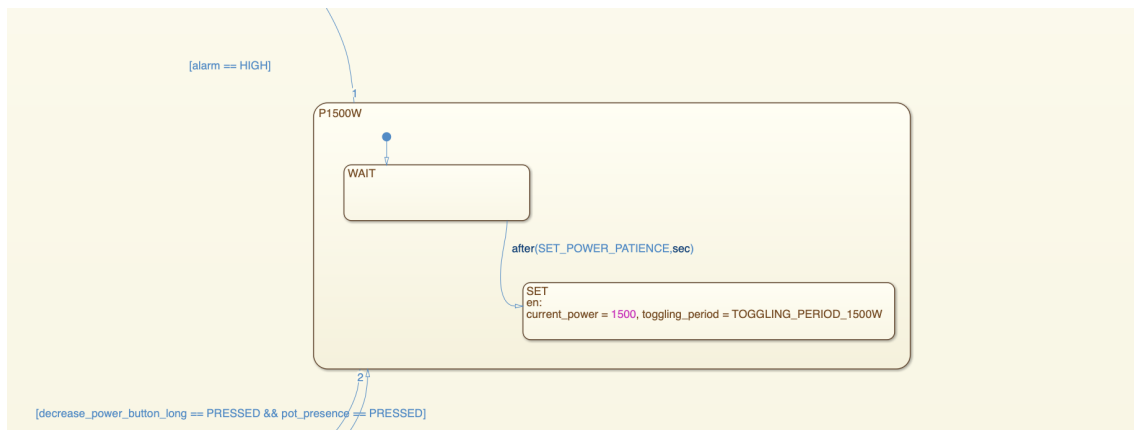 [alarm == HIGH]
1
P1500W
WAIT
after(SET_POWER_PATIENCE,sec)
SET
en:
current_power = 1500, toggling_period = TOGGLING_PERIOD_1500W
2
[decrease_power_button_long == PRESSED && pot_presence == PRESSED]